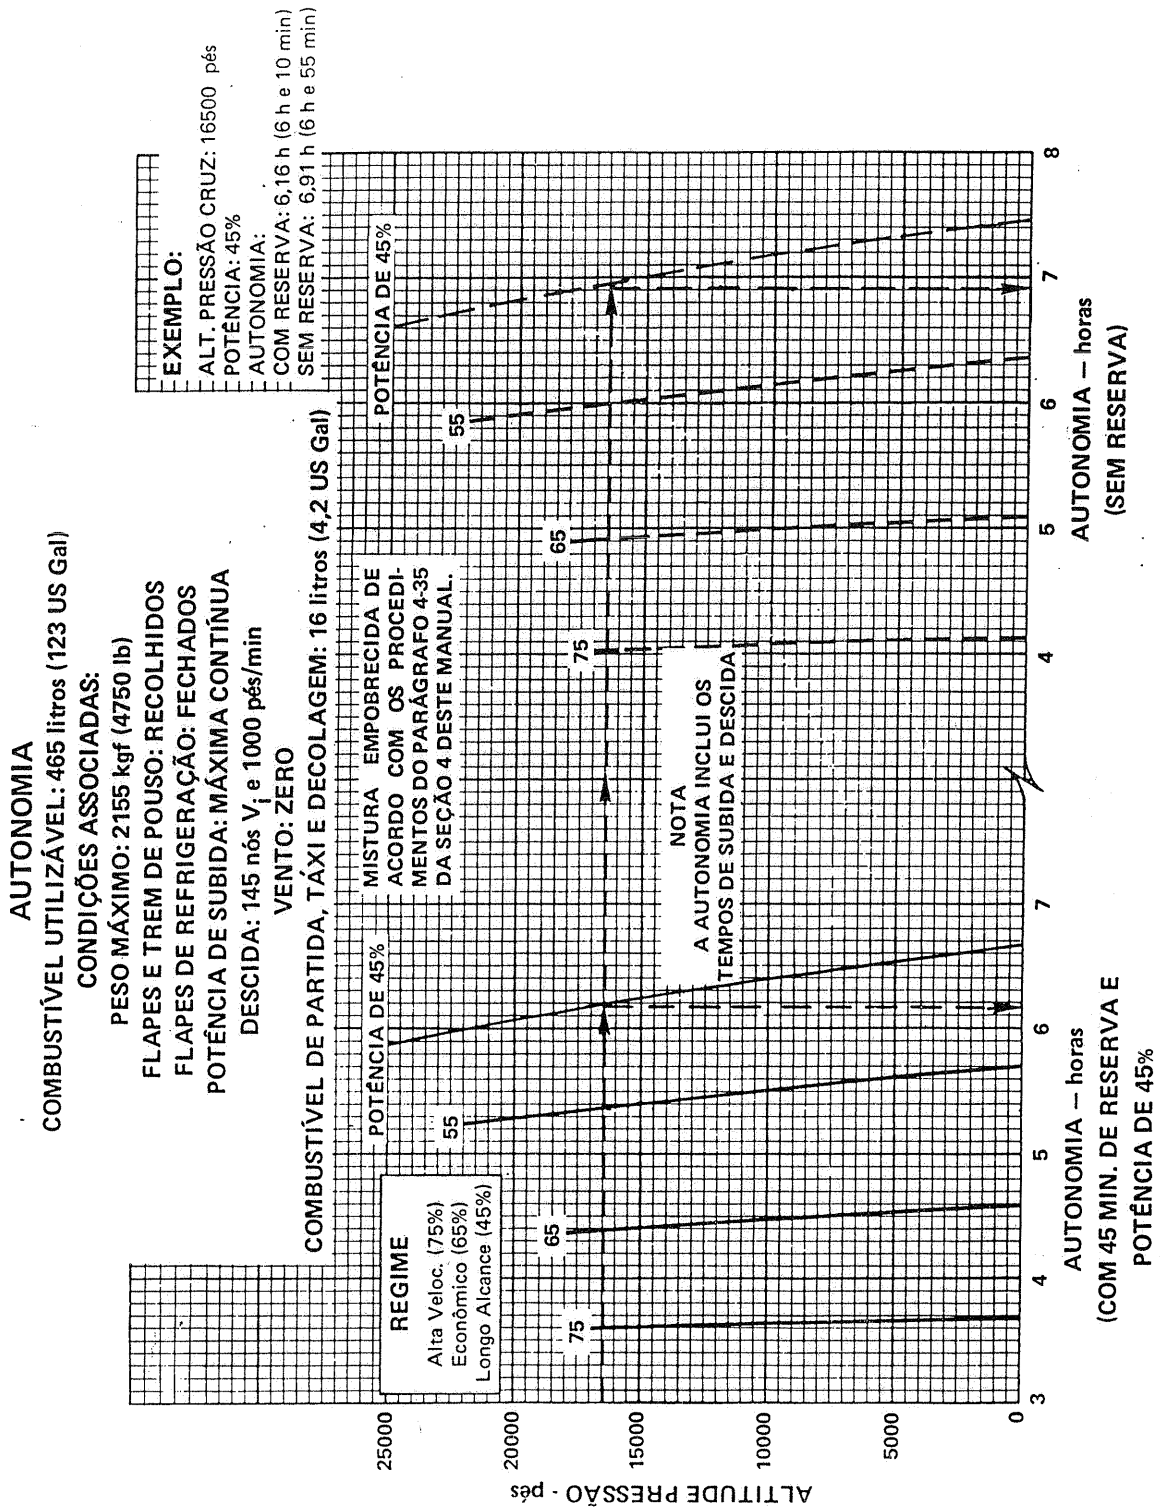 AUTONOMIA
COMBUSTÍVEL UTILIZÁVEL: 465 litros (123 US Gal)
CONDIÇÕES ASSOCIADAS:
PESO MÁXIMO: 2155 kgf (4750 lb)
FLAPES E TREM DE POUSO: RECOLHIDOS
FLAPES DE REFRIGERAÇÃO: FECHADOS
POTÊNCIA DE SUBIDA: MÁXIMA CONTÍNUA
DESCIDA: 145 nós Vi e 1000 pés/min
VENTO: ZERO
COMBUSTÍVEL DE PARTIDA, TÁXI E DECOLAGEM: 16 litros (4,2 US Gal)
EXEMPLO:
ALT. PRESSÃO CRUZ: 16500 pés
POTÊNCIA: 45%
AUTONOMIA:
COM RESERVA: 6,16 h (6 h e 10 min)
SEM RESERVA: 6,91 h (6 h e 55 min)
REGIME
Alta Veloc. (75%)
Econômico (65%)
Longo Alcance (45%)
MISTURA EMPOBRECIDA DE
ACORDO COM OS PROCEDI-
MENTOS DO PARÁGRAFO 4-35
DA SEÇÃO 4 DESTE MANUAL.
POTÊNCIA DE 45%
55
65
75
POTÊNCIA DE 45%
55
65
75
NOTA
A AUTONOMIA INCLUI OS
TEMPOS DE SUBIDA E DESCIDA
ALTITUDE PRESSÃO - pés
25000
20000
15000
10000
5000
0
3
4
5
6
7
4
5
6
7
8
AUTONOMIA – horas
(COM 45 MIN. DE RESERVA E
POTÊNCIA DE 45%
AUTONOMIA – horas
(SEM RESERVA)